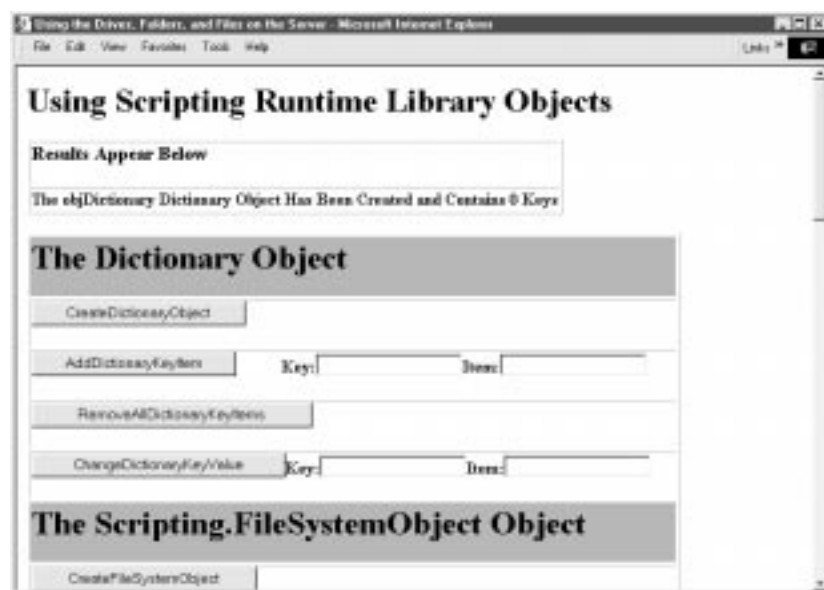 Using the Drives, Folders, and Files on the Server - Microsoft Internet Explorer
File Edit View Favorites Tools Help Links »
Using Scripting Runtime Library Objects
Results Appear Below
The objDictionary Dictionary Object Has Been Created and Contains 0 Keys
The Dictionary Object
CreateDictionaryObject
AddDictionaryKeyItem Key: Item:
RemoveAllDictionaryKeyItems
ChangeDictionaryKeyValue Key: Item:
The Scripting.FileSystemObject Object
CreateFileSystemObject